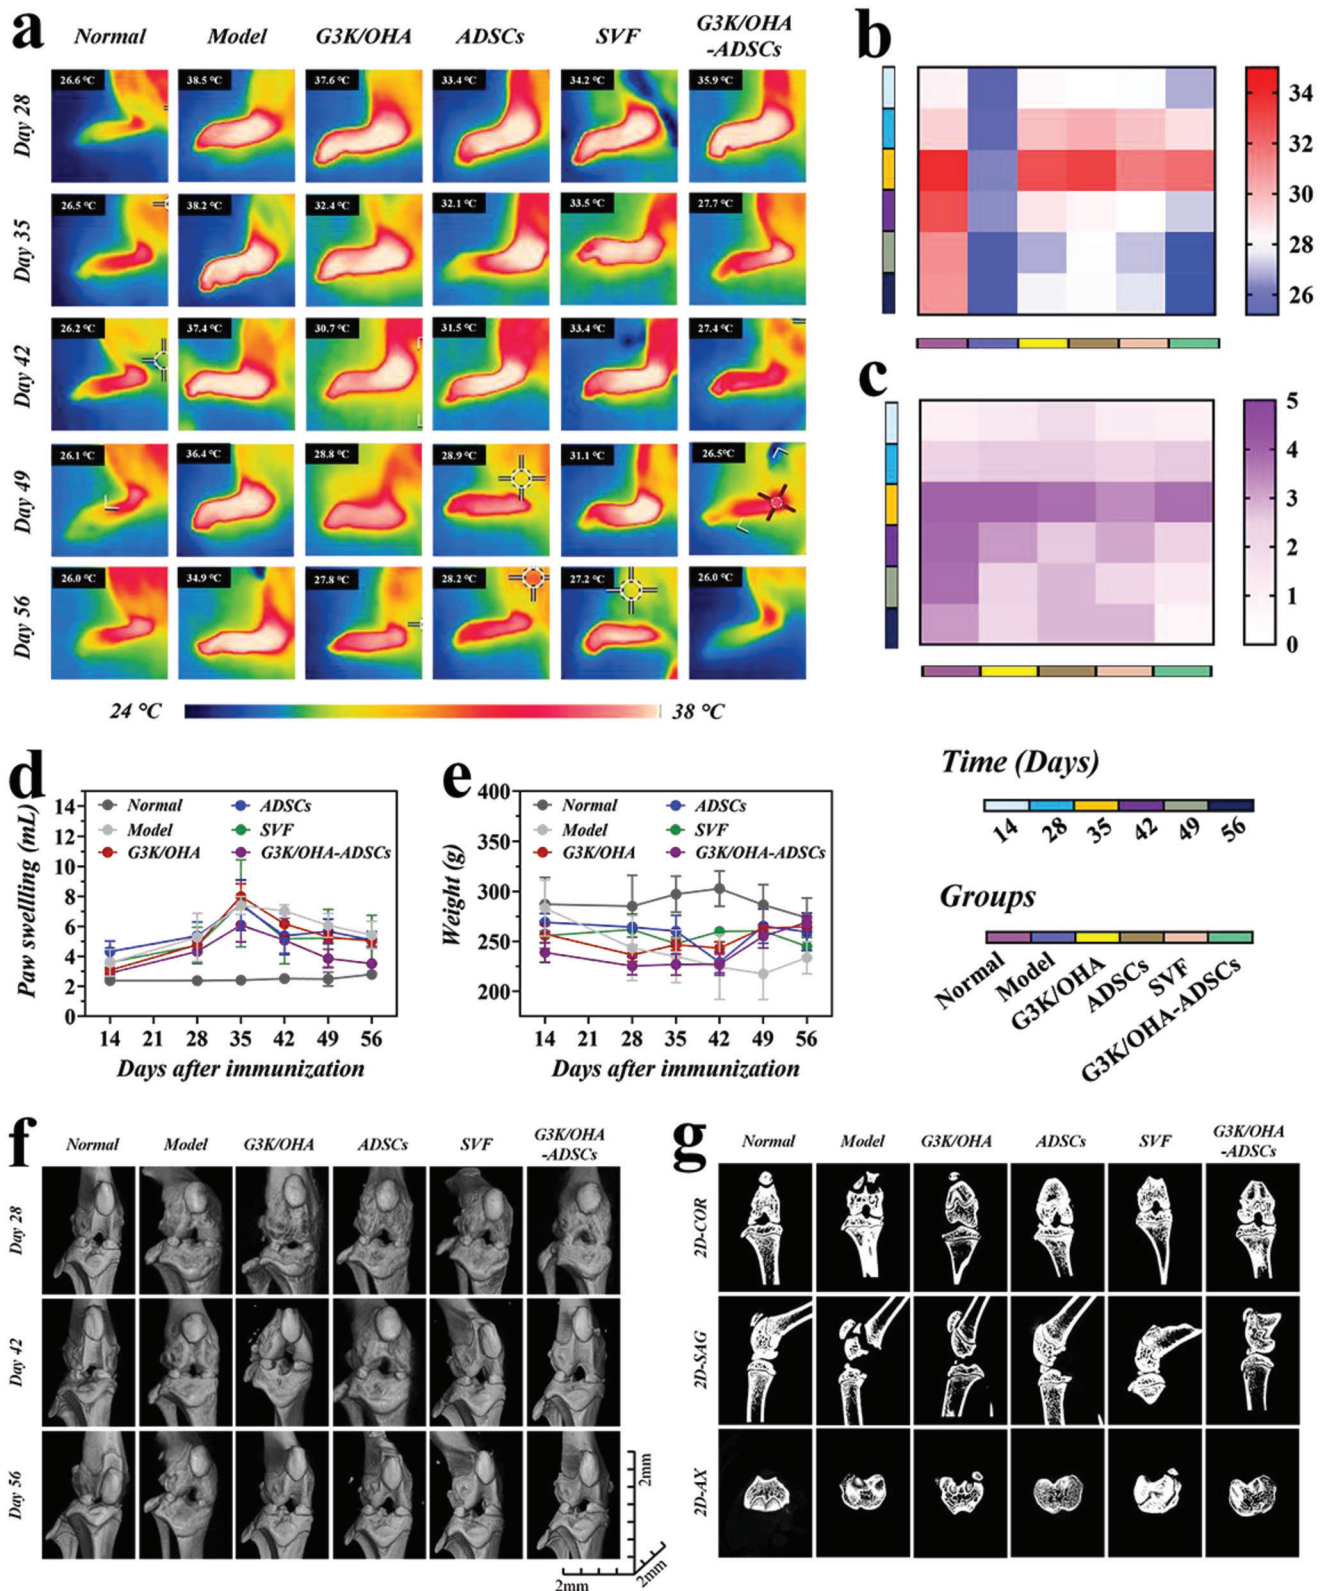 a
Normal Model G3K/OHA ADSCs SVF G3K/OHA
-ADSCs
Day 28
26.6 °C 38.5 °C 37.6 °C 33.4 °C 34.2 °C 35.9 °C
Day 35
26.5 °C 38.2 °C 32.4 °C 32.1 °C 33.5 °C 27.7 °C
Day 42
26.2 °C 37.4 °C 30.7 °C 31.5 °C 33.4 °C 27.4 °C
Day 49
26.1 °C 36.4 °C 28.8 °C 28.9 °C 31.1 °C 26.5°C
Day 56
26.0 °C 34.9 °C 27.8 °C 28.2 °C 27.2 °C 26.0 °C
24 °C 38 °C
b
34
32
30
28
26
c
5
4
3
2
1
0
d
Paw swelling (mL)
14
12
10
8
6
4
2
0
Normal ADSCs
Model SVF
G3K/OHA G3K/OHA-ADSCs
14 21 28 35 42 49 56
Days after immunization
e
Weight (g)
400
350
300
250
200
Normal ADSCs
Model SVF
G3K/OHA G3K/OHA-ADSCs
14 21 28 35 42 49 56
Days after immunization
Time (Days)
14 28 35 42 49 56
Groups
Normal
Model
G3K/OHA
ADSCs
SVF
G3K/OHA-ADSCs
f
Normal Model G3K/OHA ADSCs SVF G3K/OHA
-ADSCs
Day 28
Day 42
Day 56
2mm
2mm
2mm
g
Normal Model G3K/OHA ADSCs SVF G3K/OHA
-ADSCs
2D-COR
2D-SAG
2D-AX